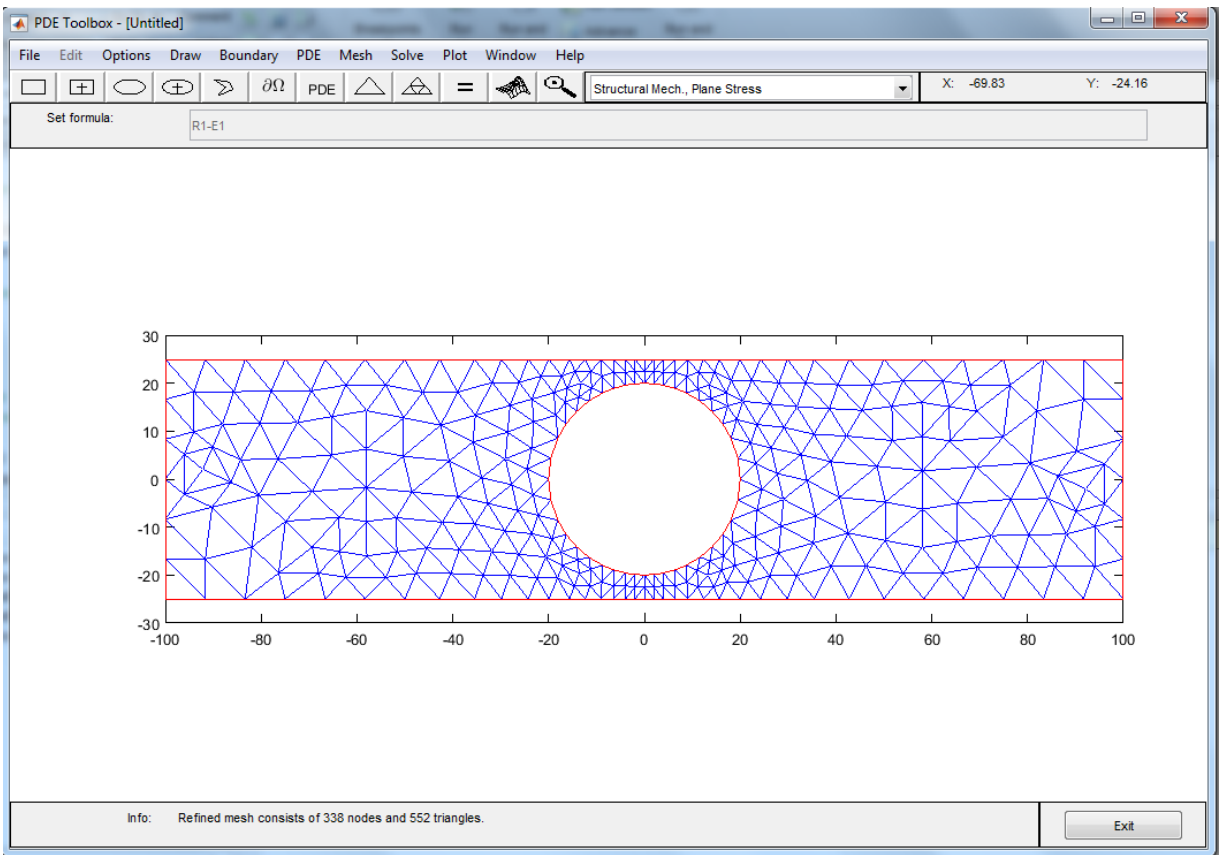 PDE Toolbox - [Untitled]
File Edit Options Draw Boundary PDE Mesh Solve Plot Window Help
∂Ω PDE = Structural Mech., Plane Stress X: -69.83 Y: -24.16
Set formula: R1-E1
30
20
10
0
-10
-20
-30
-100 -80 -60 -40 -20 0 20 40 60 80 100
Info: Refined mesh consists of 338 nodes and 552 triangles.
Exit